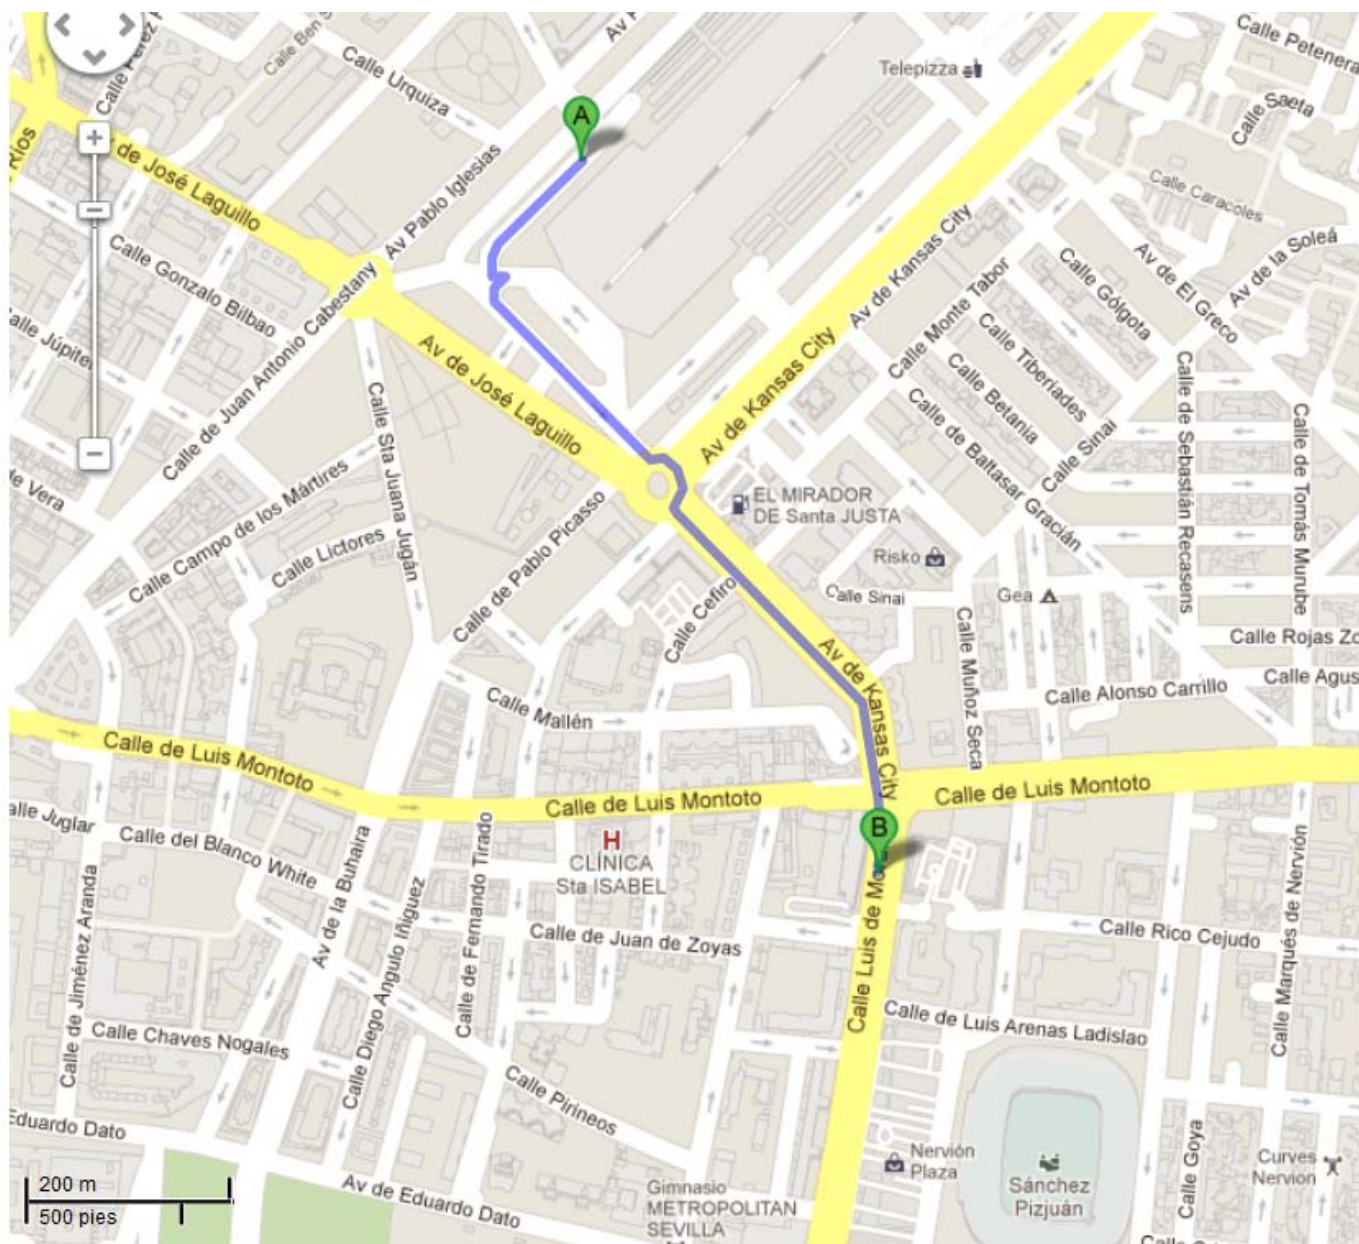 Calle Urquiza
A
Telepizza
Calle Saeta
Calle Caracoles
de José Laguillo
Av Pablo Iglesias
Ríos
Calle Gonzalo Bilbao
Av de Kansas City
Av de El Greco
Av de la Soleá
Calle Gólgota
Calle Monte Tabor
Calle Tiberíades
Calle Betania
Calle de Juan Antonio Cabestany
Av de José Laguillo
Av de Kansas City
Av de Kansas City
Calle de Baltasar Gracián
Calle Sinai
Calle de Sebastián Recasens
Calle de Tomás Murube
Calle Sta Juana Jugán
de Vera
Calle Campo de los Mártires
Calle Lictores
Calle de Pablo Picasso
EL MIRADOR
DE Santa JUSTA
Risko
Gea
Calle Sinai
Calle Cefiro
Calle Muñoz Seca
Calle Rojas Zo
Calle Agus
Calle Alonso Carrillo
Av de Kansas City
Calle Mallén
Calle de Luis Montoto
Calle de Luis Montoto
Calle de Luis Montoto
B
H
CLÍNICA
Sta ISABEL
alle Juglar
Calle del Blanco White
Av de la Buhaira
Calle de Fernando Tirado
Calle de Jiménez Aranda
Calle Diego Angulo Iñiguez
Calle de Juan de Zoyas
Calle Luis de Mo
Calle Rico Cejudo
Calle Marqués de Nervión
Calle de Luis Arenas Ladislao
Calle Chaves Nogales
Calle Pirineos
Eduardo Dato
Av de Eduardo Dato
Nervión
Plaza
Sánchez
Pizjuán
Calle Goya
Curves
Nervion
Gimnasio
METROPOLITAN
SEVILLA
200 m
500 pies